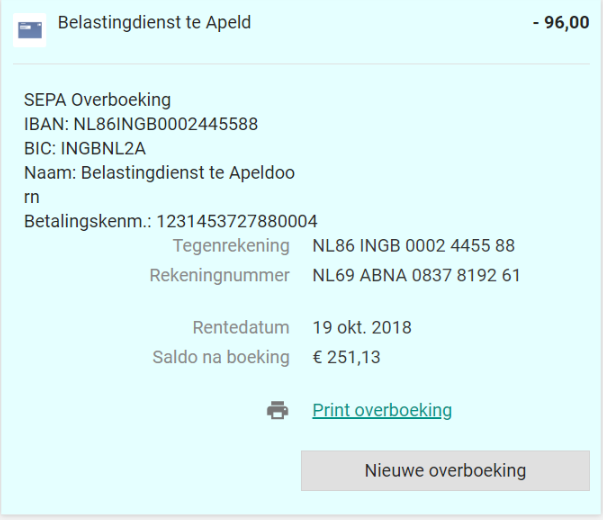 Belastingdienst te Apeld - 96,00
SEPA Overboeking
IBAN: NL86INGB0002445588
BIC: INGBNL2A
Naam: Belastingdienst te Apeldoo
rn
Betalingskenm.: 1231453727880004
Tegenrekening NL86 INGB 0002 4455 88
Rekeningnummer NL69 ABNA 0837 8192 61
Rentedatum 19 okt. 2018
Saldo na boeking € 251,13
Print overboeking
Nieuwe overboeking